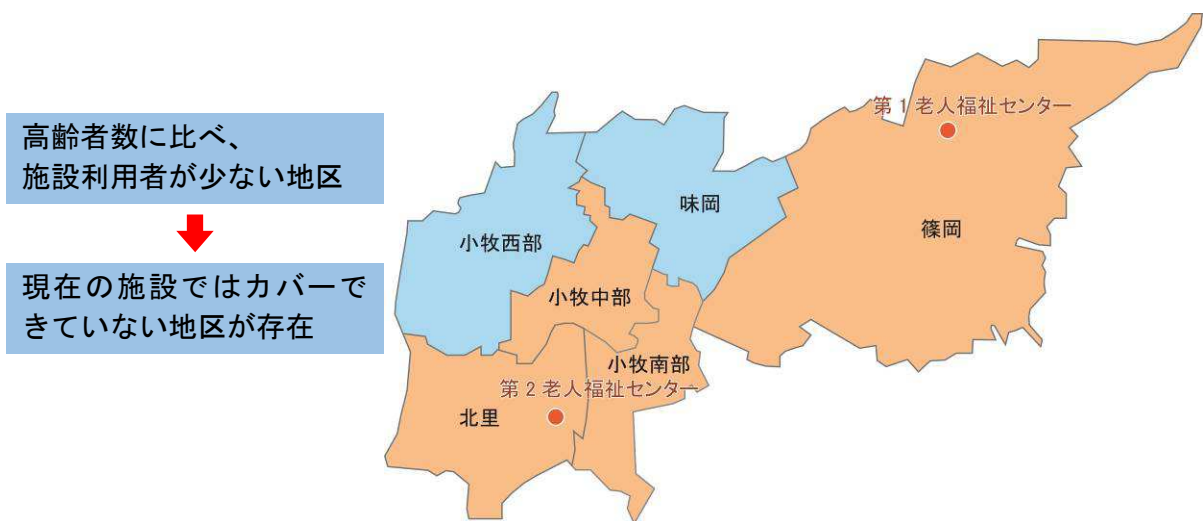 高齢者数に比べ、
施設利用者が少ない地区
現在の施設ではカバーで
きていない地区が存在
第1老人福祉センター
味岡
篠岡
小牧西部
小牧中部
小牧南部
第2老人福祉センター
北里